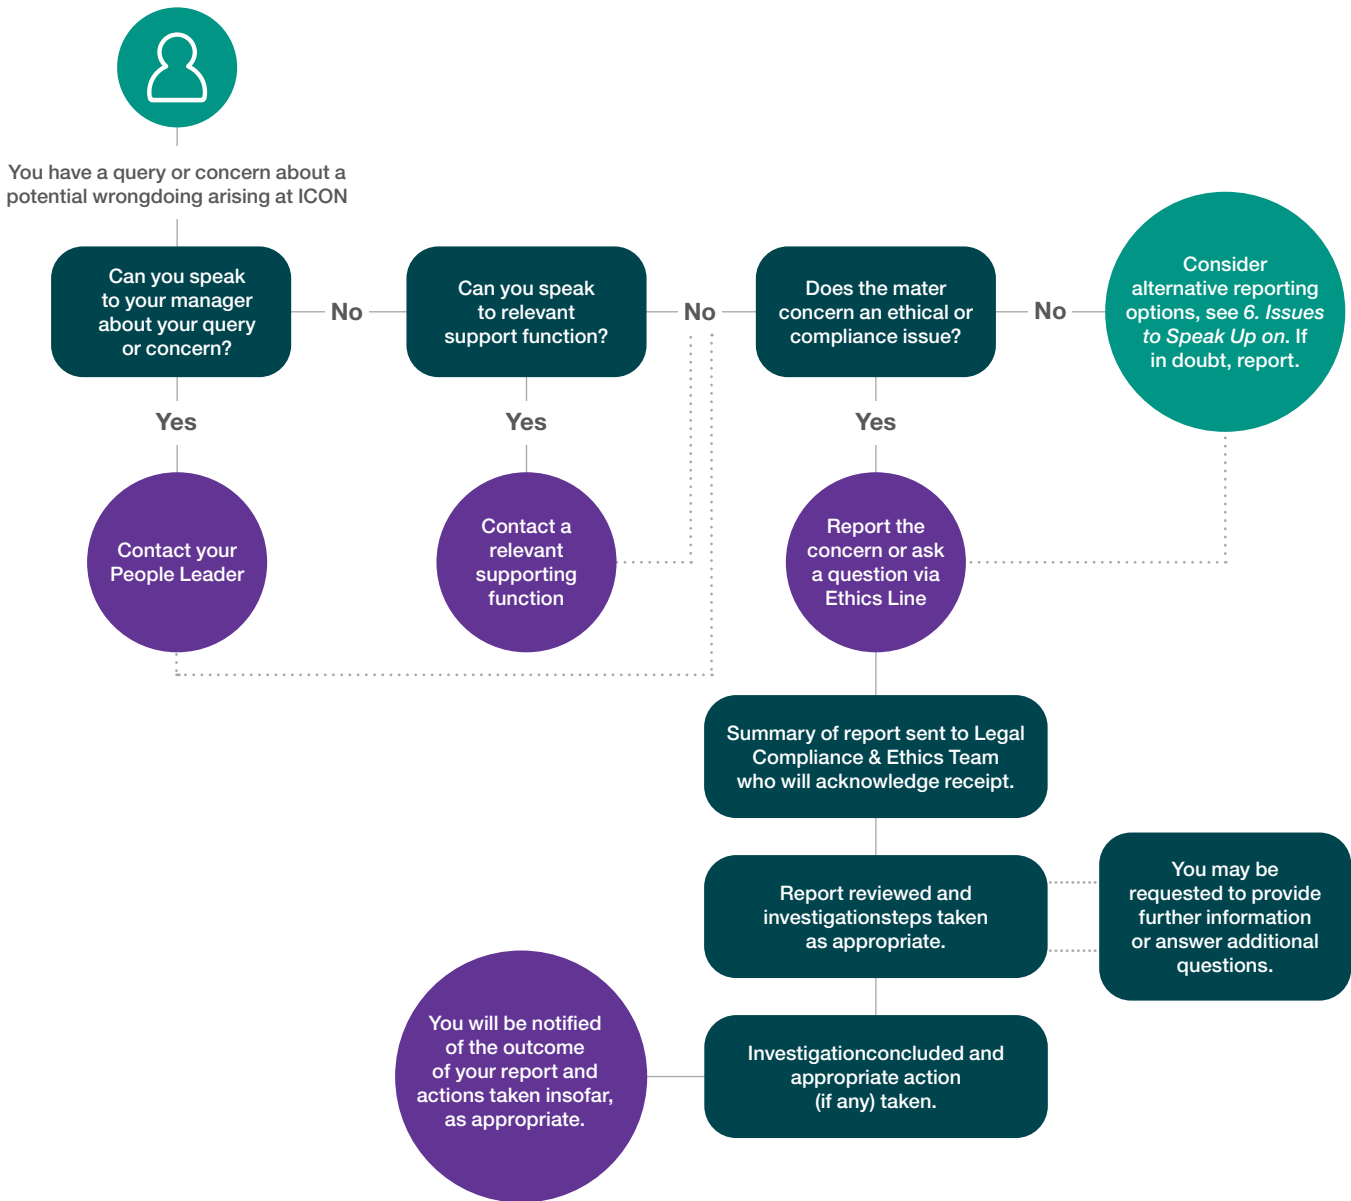 You have a query or concern about a
potential wrongdoing arising at ICON
Can you speak
to your manager
about your query
or concern?
No
Can you speak
to relevant
support function?
No
Does the mater
concern an ethical or
compliance issue?
No
Consider
alternative reporting
options, see 6. Issues
to Speak Up on. If
in doubt, report.
Yes
Yes
Yes
Contact your
People Leader
Contact a
relevant
supporting
function
Report the
concern or ask
a question via
Ethics Line
Summary of report sent to Legal
Compliance & Ethics Team
who will acknowledge receipt.
Report reviewed and
investigationsteps taken
as appropriate.
You may be
requested to provide
further information
or answer additional
questions.
Investigationconcluded and
appropriate action
(if any) taken.
You will be notified
of the outcome
of your report and
actions taken insofar,
as appropriate.